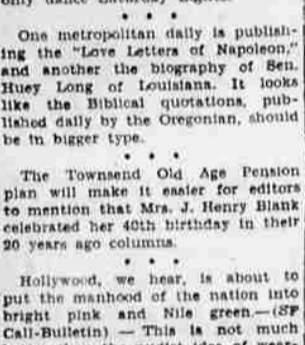 only dance Saturday
* * *
One metropolitan daily is publish-
ing the "Love Letters of Napoleon,"
and another the biography of Sen.
Huey Long of Louisiana. It looks
like the Biblical quotations, pub-
lished daily by the Oregonian, should
be in bigger type.
* * *
The Townsend Old Age Pension
plan will make it easier for editors
to mention that Mrs. J. Henry Blank
celebrated her 40th birthday in their
20 years ago columns.
* * *
Hollywood, we hear, is about to
put the manhood of the nation into
bright pink and Nile green.—(SF
Call-Bulletin) — This is not much